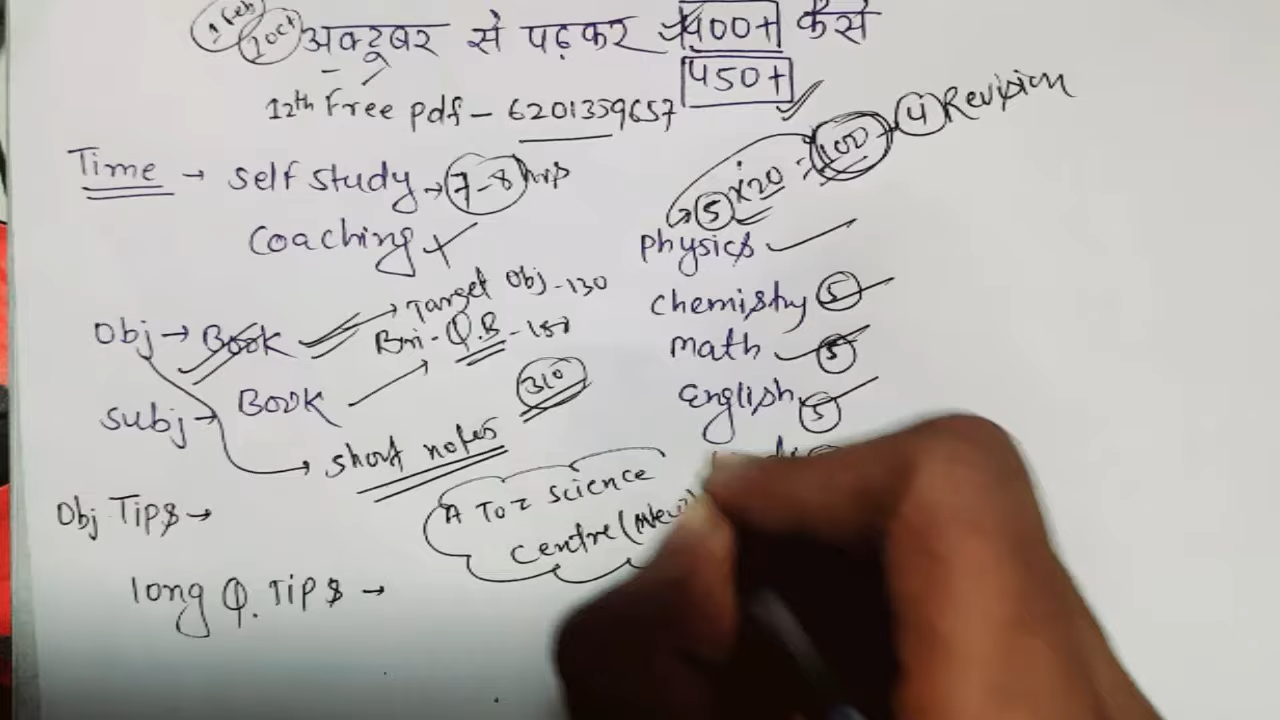 1 Feb
1 Oct
अक्टूबर से पढ़कर 400+ कैसे
450+
12th Free pdf - 6201359657
Time → self study → 7-8 hrs
Coaching ×
Obj → Book → Target Obj - 130
Subj → Book Q.B
short notes
310
Obj Tips →
long Q. Tips →
A TO Z Science
Centre (New)
5 × 20 = 100 → 4 Revision
physics
chemistry 5
math 5
English 5